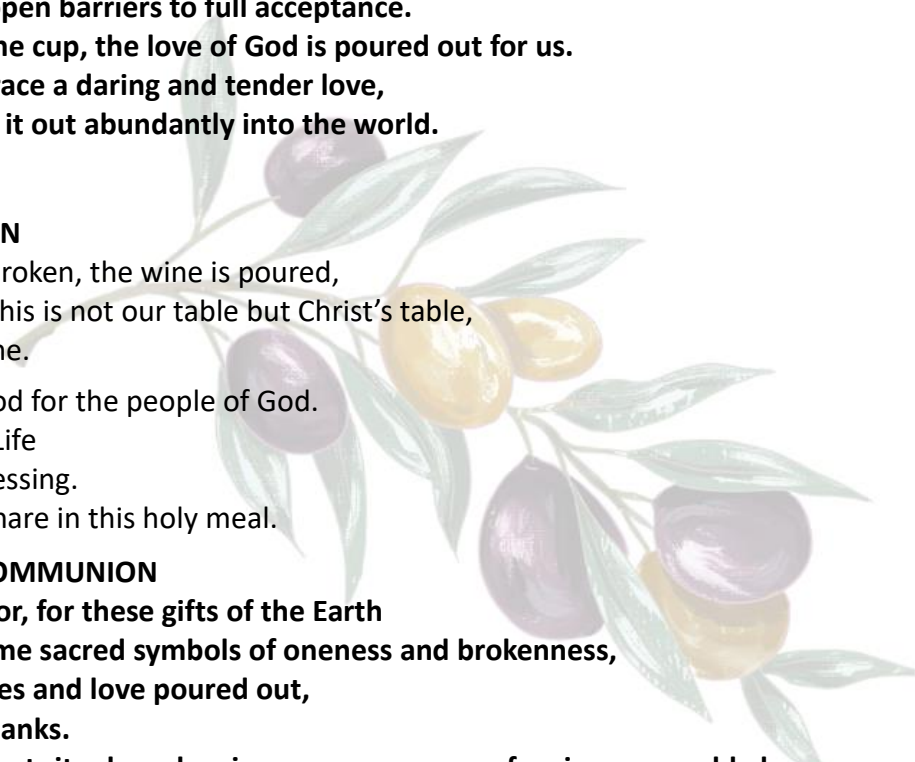 open barriers to full acceptance.
he cup, the love of God is poured out for us.
race a daring and tender love,
it out abundantly into the world.
N
roken, the wine is poured,
his is not our table but Christ’s table,
ne.
od for the people of God.
Life
essing.
hare in this holy meal.
OMMUNION
or, for these gifts of the Earth
me sacred symbols of oneness and brokenness,
es and love poured out,
anks.